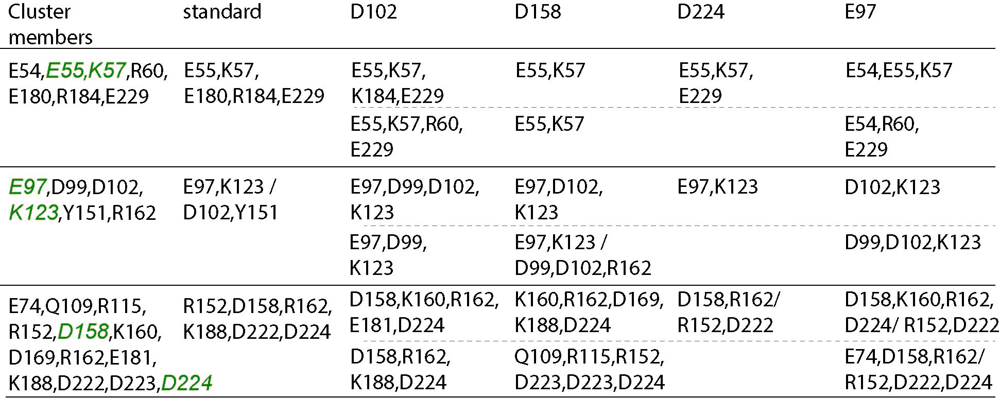 Cluster members standard D102 D158 D224 E97
E54,E55,K57,R60, E55,K57, E55,K57, E55,K57 E55,K57, E54,E55,K57
E180,R184,E229 E180,R184,E229 K184,E229 E229
E55,K57,R60, E55,K57 E54,R60,
E229 E229
E97,D99,D102, E97,K123 / E97,D99,D102, E97,D102, E97,K123 D102,K123
K123,Y151,R162 D102,Y151 K123 K123
E97,D99, E97,K123 / D99,D102,K123
K123 D99,D102,R162
E74,Q109,R115, R152,D158,R162, D158,K160,R162, K160,R162,D169, D158,R162/ D158,K160,R162,
R152,D158,K160, K188,D222,D224 E181,D224 K188,D224 R152,D222 D224/ R152,D222
D169,R162,E181, D158,R162, Q109,R115,R152, E74,D158,R162/
K188,D222,D223,D224 K188,D224 D223,D223,D224 R152,D222,D224